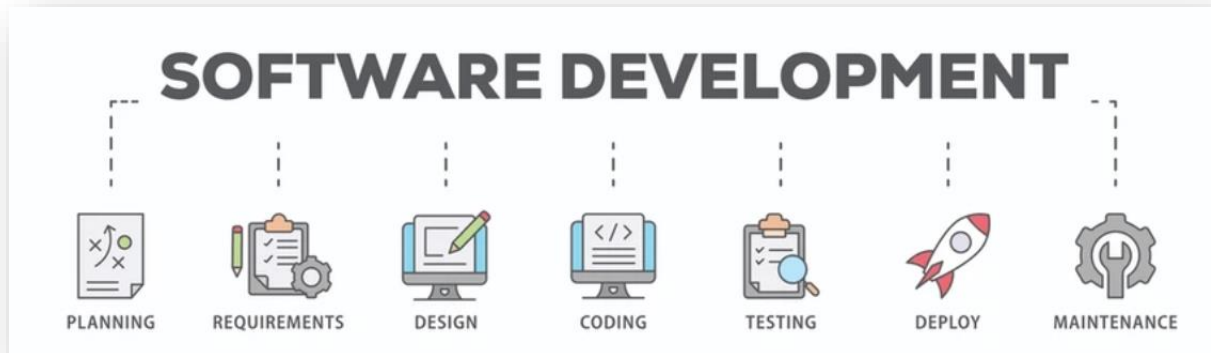 SOFTWARE DEVELOPMENT
PLANNING
REQUIREMENTS
DESIGN
</>
CODING
TESTING
DEPLOY
MAINTENANCE